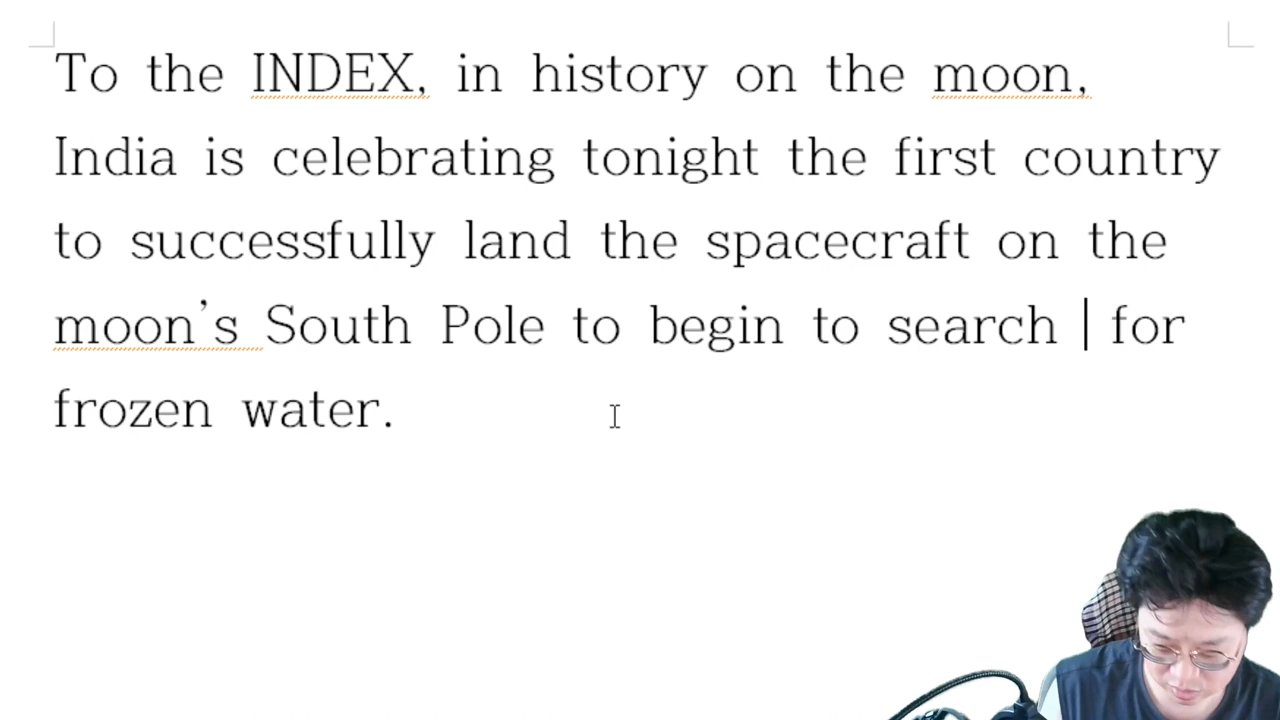 To the INDEX, in history on the moon,
India is celebrating tonight the first country
to successfully land the spacecraft on the
moon's South Pole to begin to search for
frozen water.